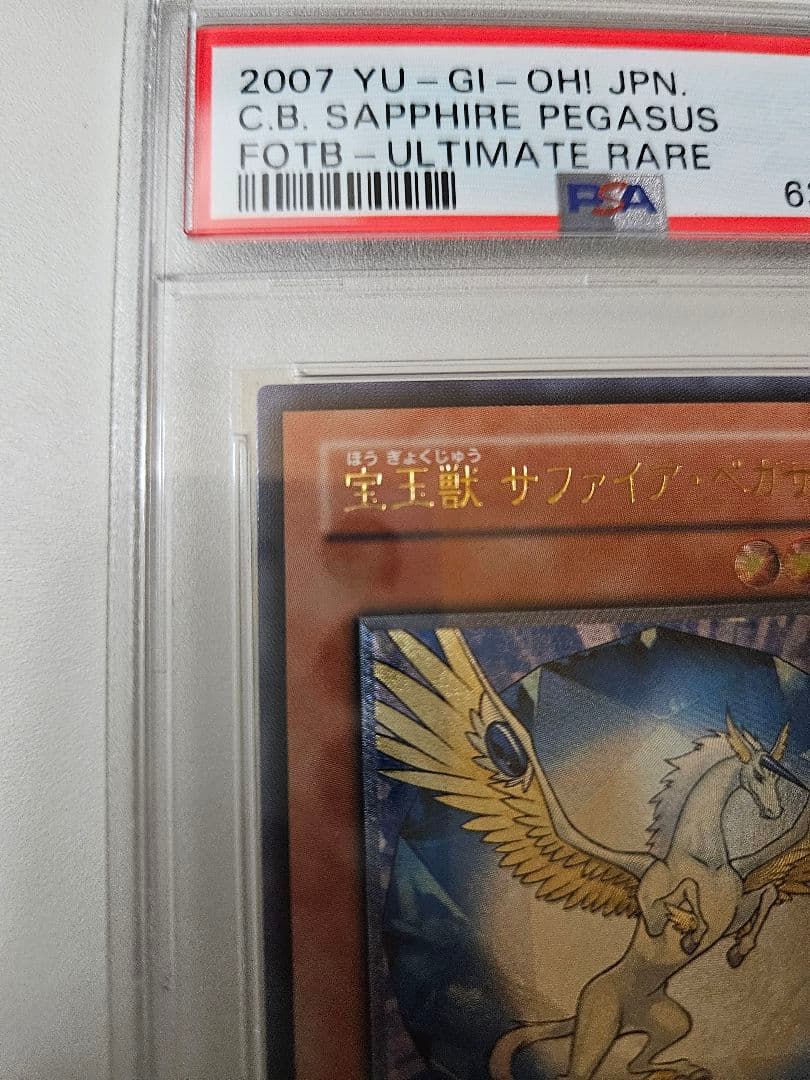 2007 YU-GI-OH! JPN.
C.B. SAPPHIRE PEGASUS
FOTB-ULTIMATE RARE
PSA
ほう ぎょくじゅう
宝玉獣 サファイア・ペガサ